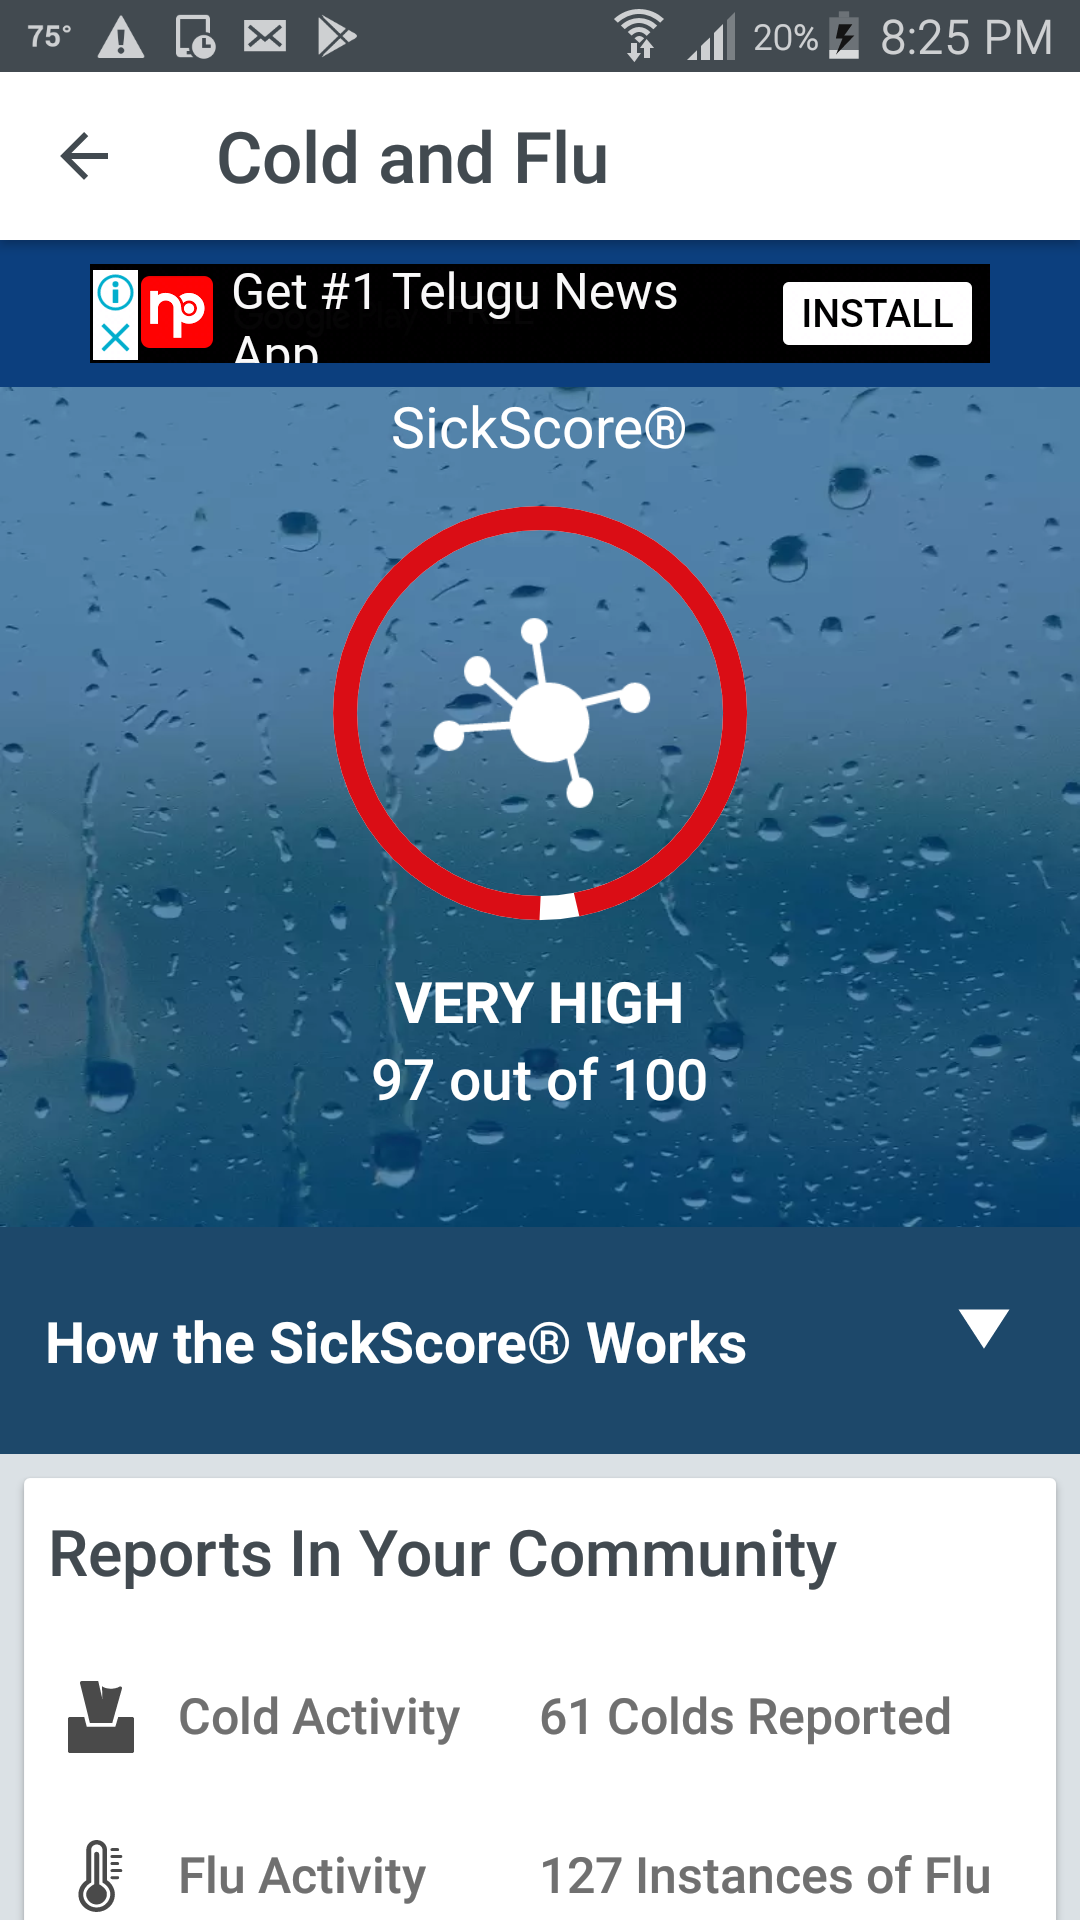 75° 20% 8:25 PM
Cold and Flu
np
Get #1 Telugu News
App
INSTALL
SickScore®
VERY HIGH
97 out of 100
How the SickScore® Works
Reports In Your Community
Cold Activity 61 Colds Reported
Flu Activity 127 Instances of Flu